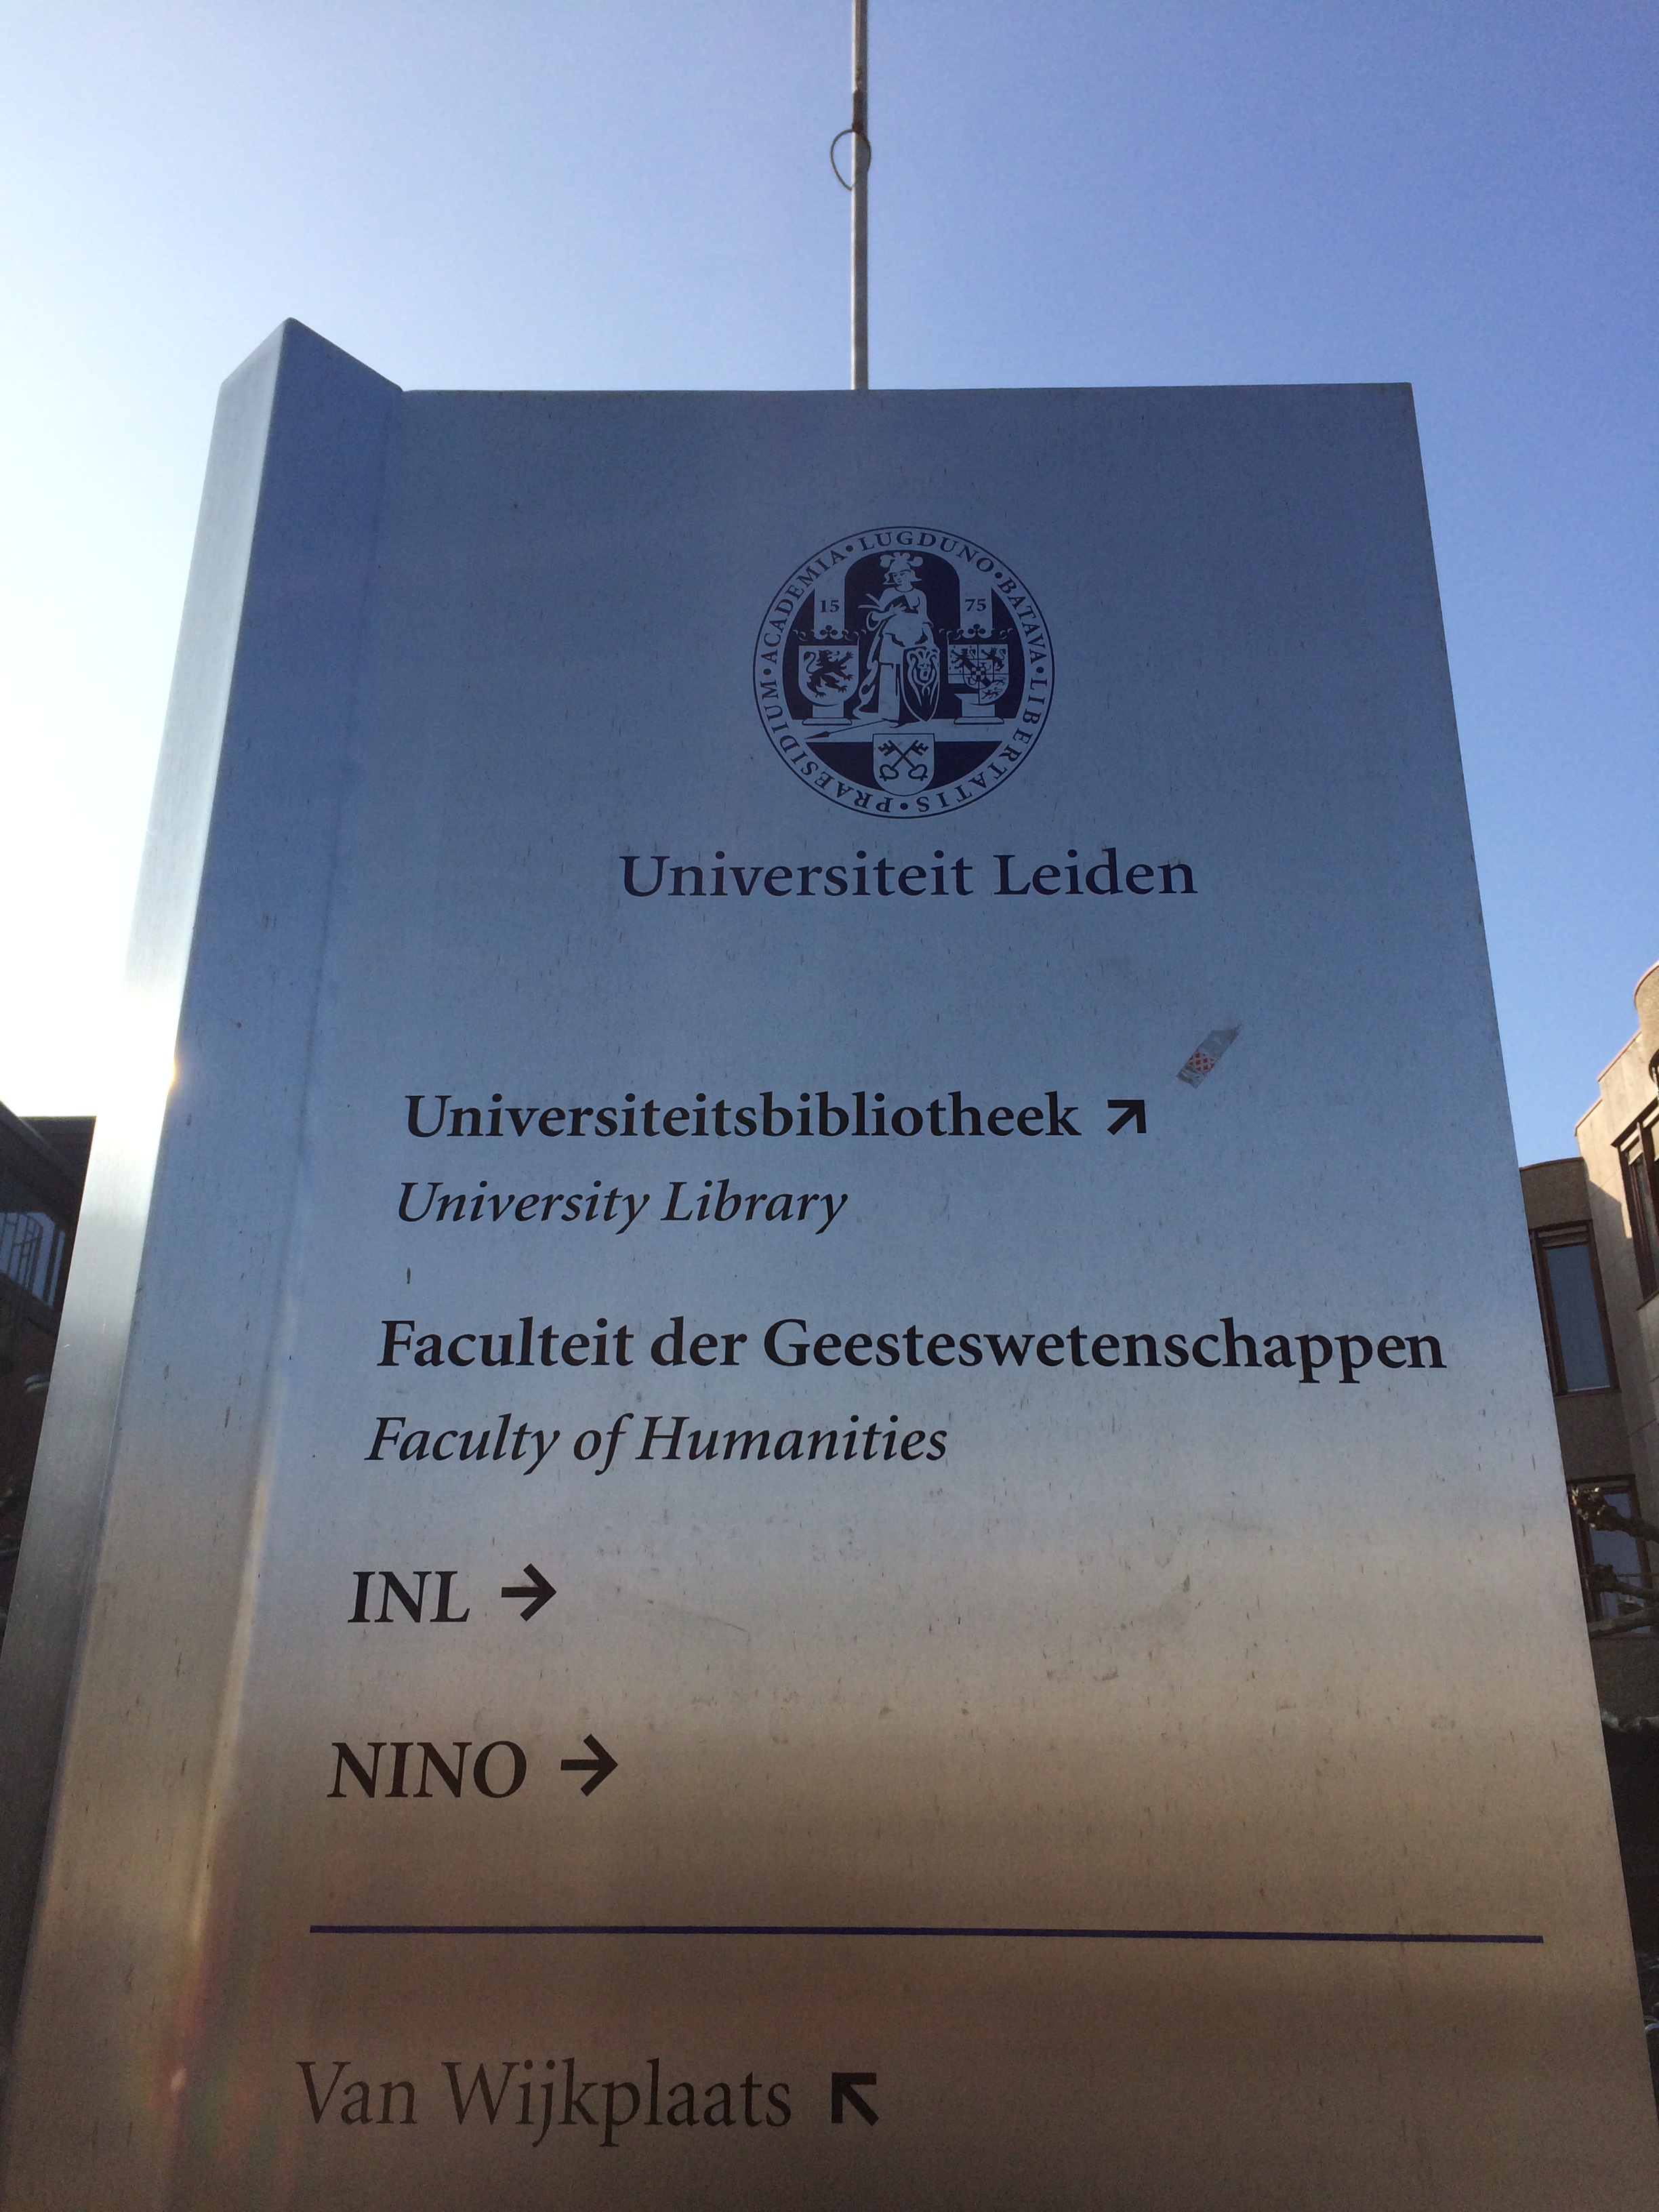 ACADEMIA · LUGDUNO · BATAVA · LIBERTATIS · PRAESIDIUM ·
15 75
Universiteit Leiden
Universiteitsbibliotheek ↗
University Library
Faculteit der Geesteswetenschappen
Faculty of Humanities
INL →
NINO →
Van Wijkplaats ↖